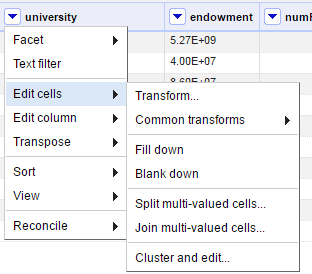 university endowment numF
Facet 5.27E+09
Text filter 4.00E+07
8.60E+07
Edit cells Transform...
Edit column Common transforms
Transpose Fill down
Sort Blank down
View Split multi-valued cells...
Reconcile Join multi-valued cells...
Cluster and edit...